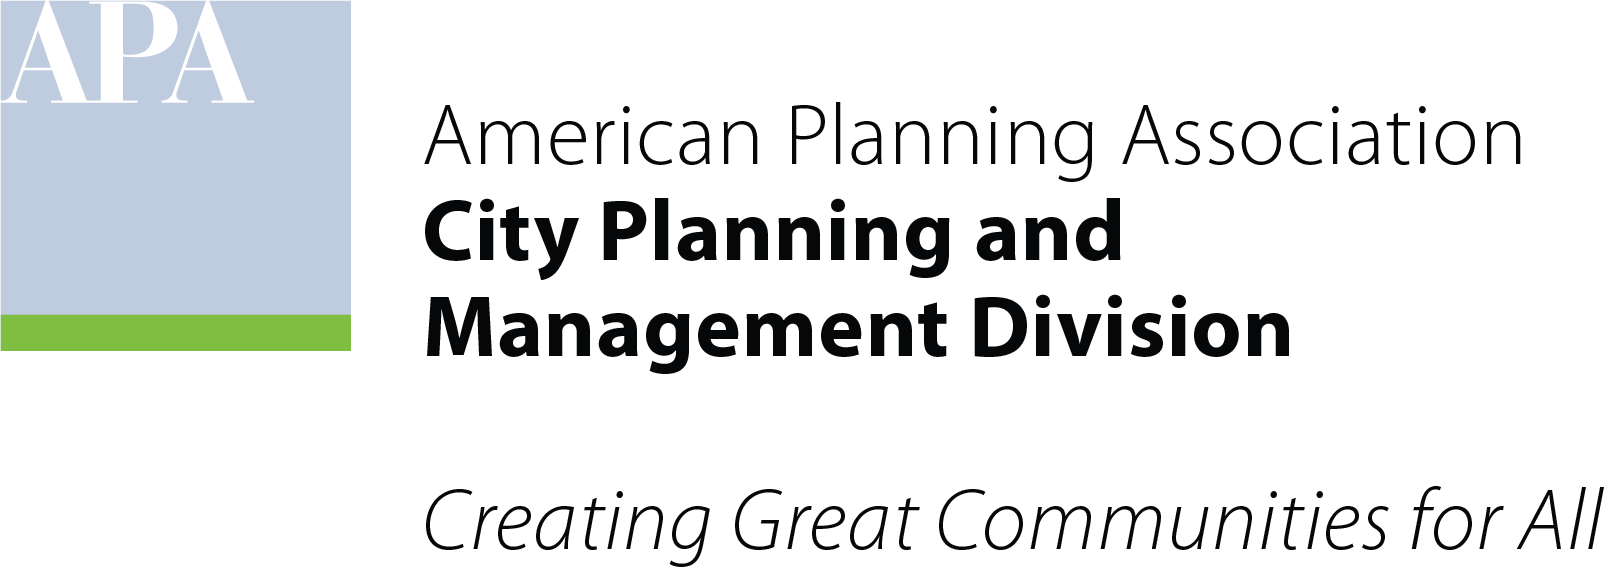 APA
American Planning Association
City Planning and
Management Division
Creating Great Communities for All